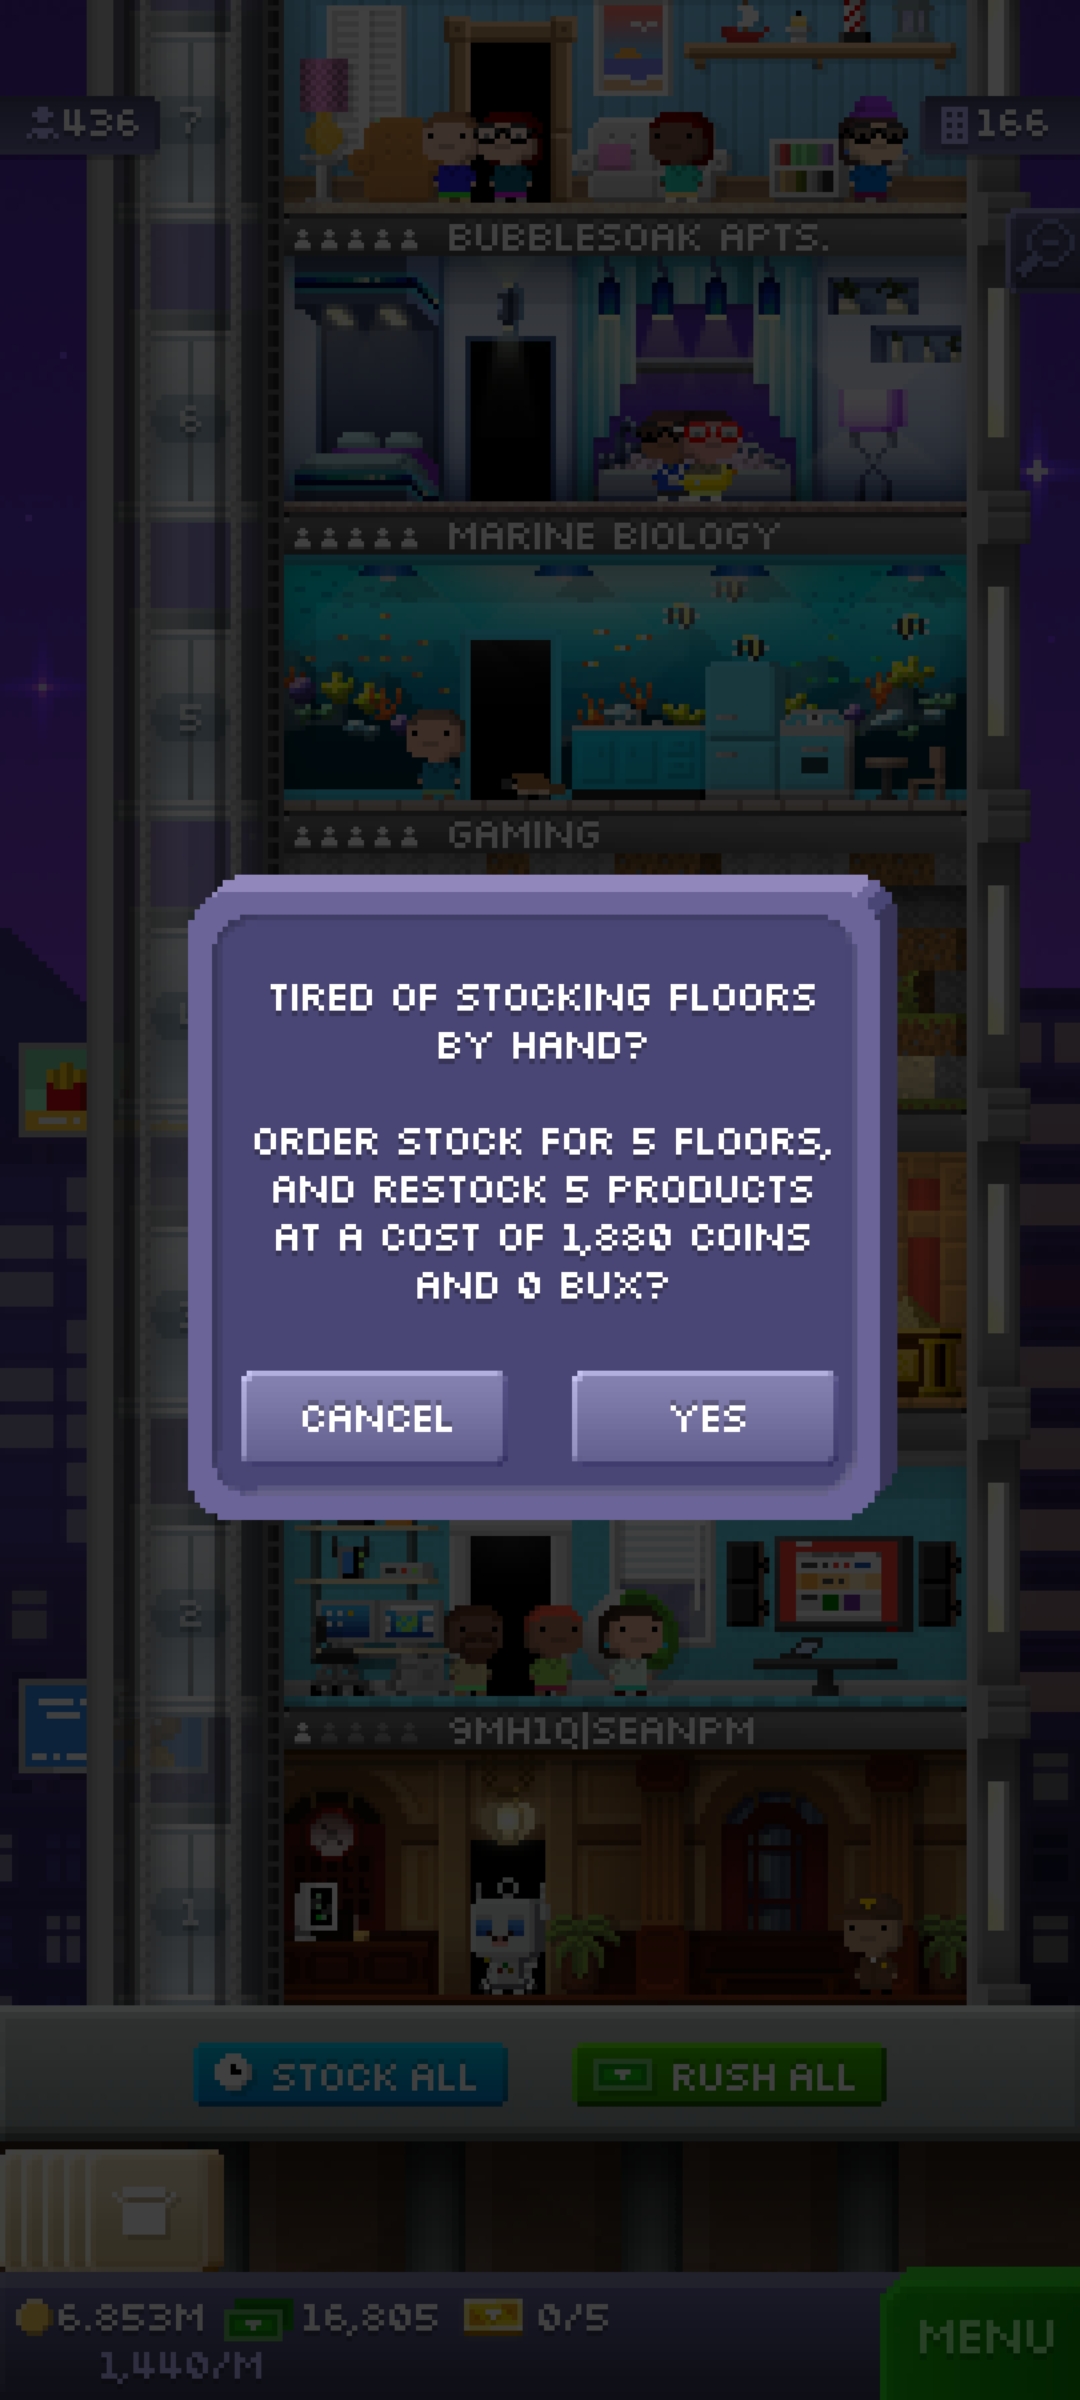 436
7
166
BUBBLESOAK APTS.
6
MARINE BIOLOGY
5
GAMING
TIRED OF STOCKING FLOORS
BY HAND?
ORDER STOCK FOR 5 FLOORS,
AND RESTOCK 5 PRODUCTS
AT A COST OF 1,880 COINS
AND 0 BUX?
CANCEL
YES
2
9MH1Q|SEANPM
1
STOCK ALL
RUSH ALL
6.853M
16,805
0/5
1,440/M
MENU